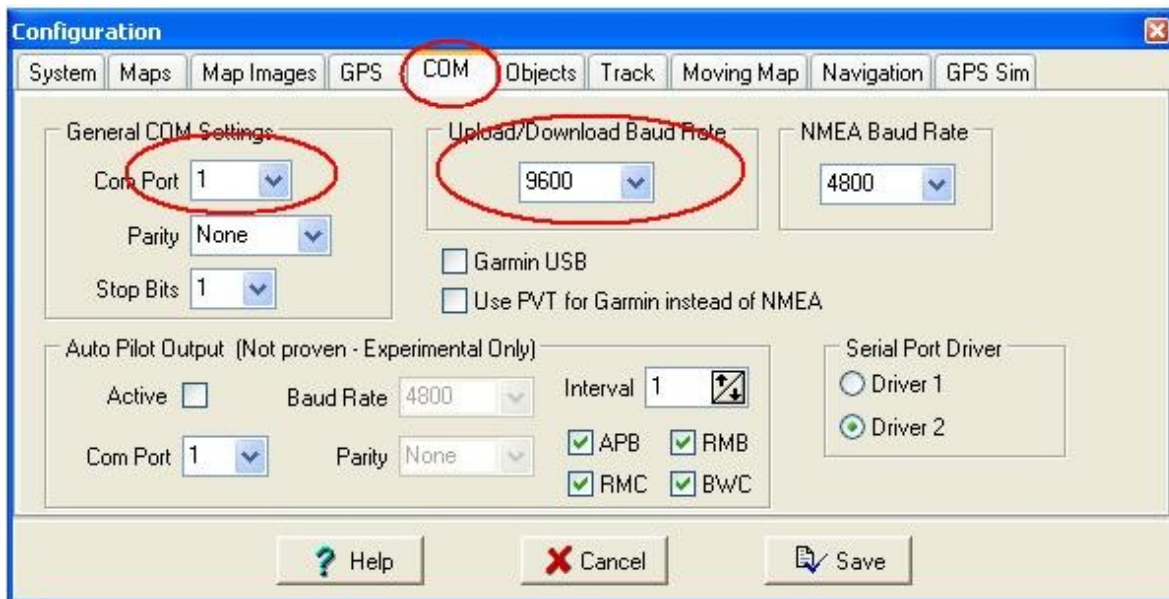 Configuration
System Maps Map Images GPS COM Objects Track Moving Map Navigation GPS Sim
General COM Settings
Com Port 1
Parity None
Stop Bits 1
Upload/Download Baud Rate
9600
NMEA Baud Rate
4800
Garmin USB
Use PVT for Garmin instead of NMEA
Auto Pilot Output (Not proven - Experimental Only)
Active
Baud Rate 4800
Interval 1
Com Port 1
Parity None
APB RMB
RMC BWC
Serial Port Driver
Driver 1
Driver 2
? Help
Cancel
Save